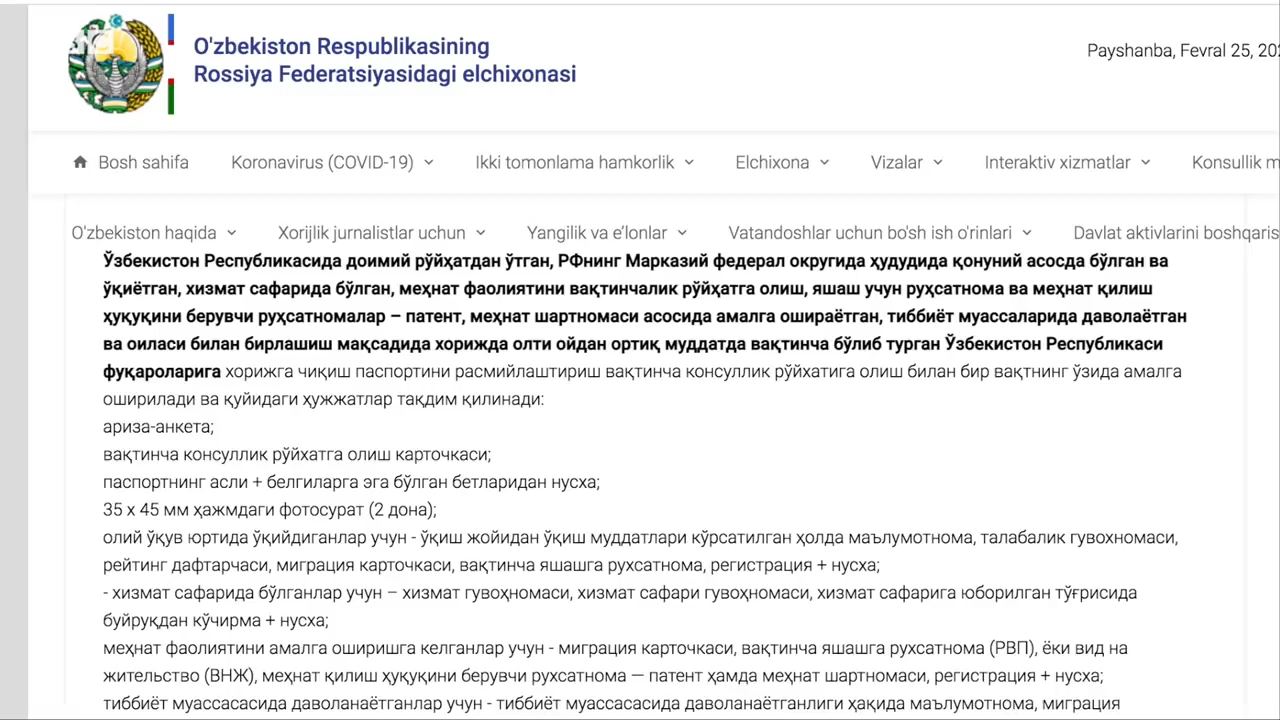 O'zbekiston Respublikasining
Rossiya Federatsiyasidagi elchixonasi
Payshanba, Fevral 25, 202
Bosh sahifa Koronavirus (COVID-19) Ikki tomonlama hamkorlik Elchixona Vizalar Interaktiv xizmatlar Konsullik m
O'zbekiston haqida Xorijlik jurnalistlar uchun Yangilik va e'lonlar Vatandoshlar uchun bo'sh ish o'rinlari Davlat aktivlarini boshqaris
Ўзбекистон Республикасида доимий рўйҳатдан ўтган, РФнинг Марказий федерал округида ҳудудида қонуний асосда бўлган ва
ўқиётган, хизмат сафарида бўлган, меҳнат фаолиятини вақтинчалик рўйҳатга олиш, яшаш учун руҳсатнома ва меҳнат қилиш
ҳуқуқини берувчи руҳсатномалар – патент, меҳнат шартномаси асосида амалга ошираётган, тиббиёт муассаларида даволаётган
ва оиласи билан бирлашиш мақсадида хорижда олти ойдан ортиқ муддатда вақтинча бўлиб турган Ўзбекистон Республикаси
фуқароларига хорижга чиқиш паспортини расмийлаштириш вақтинча консуллик рўйхатига олиш билан бир вақтнинг ўзида амалга
оширилади ва қуйидаги ҳужжатлар тақдим қилинади:
ариза-анкета;
вақтинча консуллик рўйхатга олиш карточкаси;
паспортнинг асли + белгиларга эга бўлган бетларидан нусха;
35 х 45 мм ҳажмдаги фотосурат (2 дона);
олий ўқув юртида ўқийдиганлар учун - ўқиш жойидан ўқиш муддатлари кўрсатилган ҳолда маълумотнома, талабалик гувохномаси,
рейтинг дафтарчаси, миграция карточкаси, вақтинча яшашга рухсатнома, регистрация + нусха;
- хизмат сафарида бўлганлар учун – хизмат гувоҳномаси, хизмат сафари гувоҳномаси, хизмат сафарига юборилган тўғрисида
буйруқдан кўчирма + нусха;
меҳнат фаолиятини амалга оширишга келганлар учун - миграция карточкаси, вақтинча яшашга рухсатнома (РВП), ёки вид на
жительство (ВНЖ), меҳнат қилиш ҳуқуқини берувчи рухсатнома — патент ҳамда меҳнат шартномаси, регистрация + нусха;
тиббиёт муассасасида даволанаётганлар учун - тиббиёт муассасасида даволанаётганлиги ҳақида маълумотнома, миграция